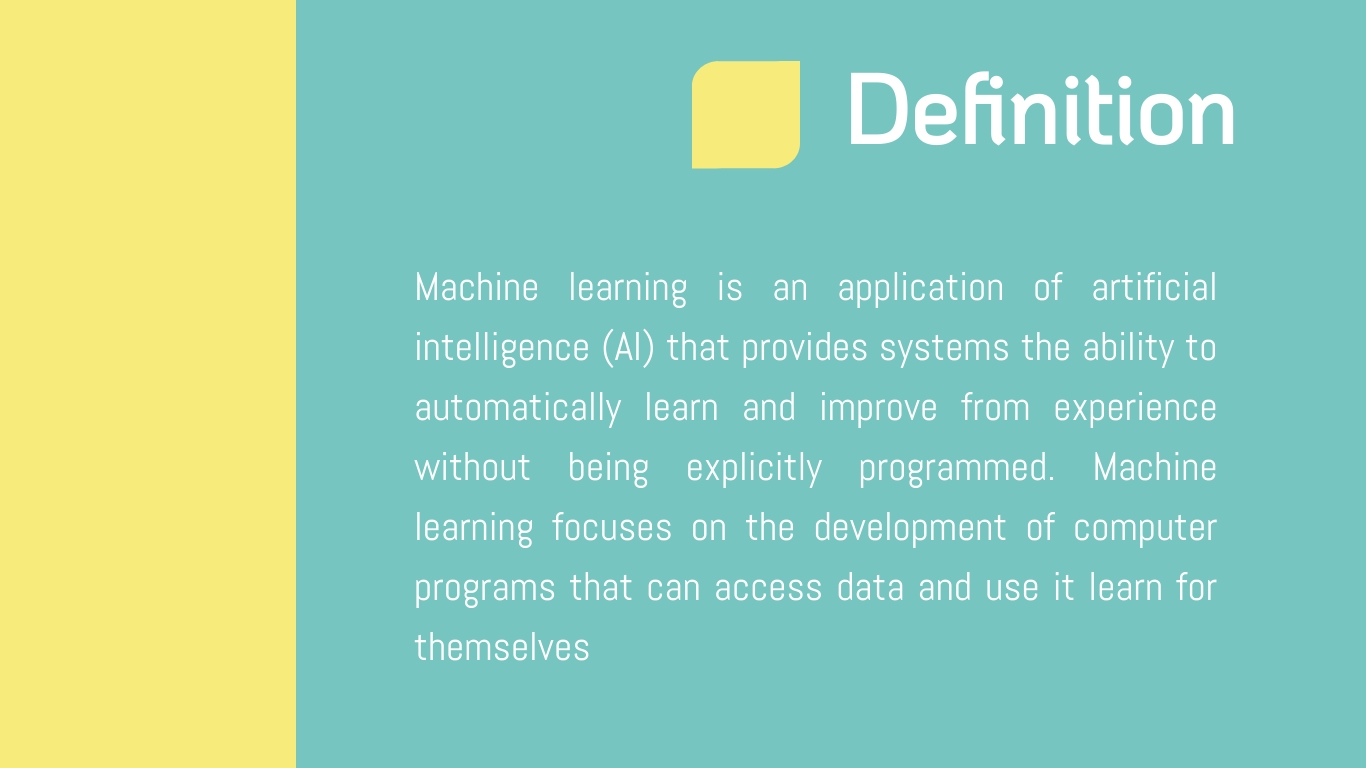 Definition
Machine learning is an application of artificial
intelligence (AI) that provides systems the ability to
automatically learn and improve from experience
without being explicitly programmed. Machine
learning focuses on the development of computer
programs that can access data and use it learn for
themselves